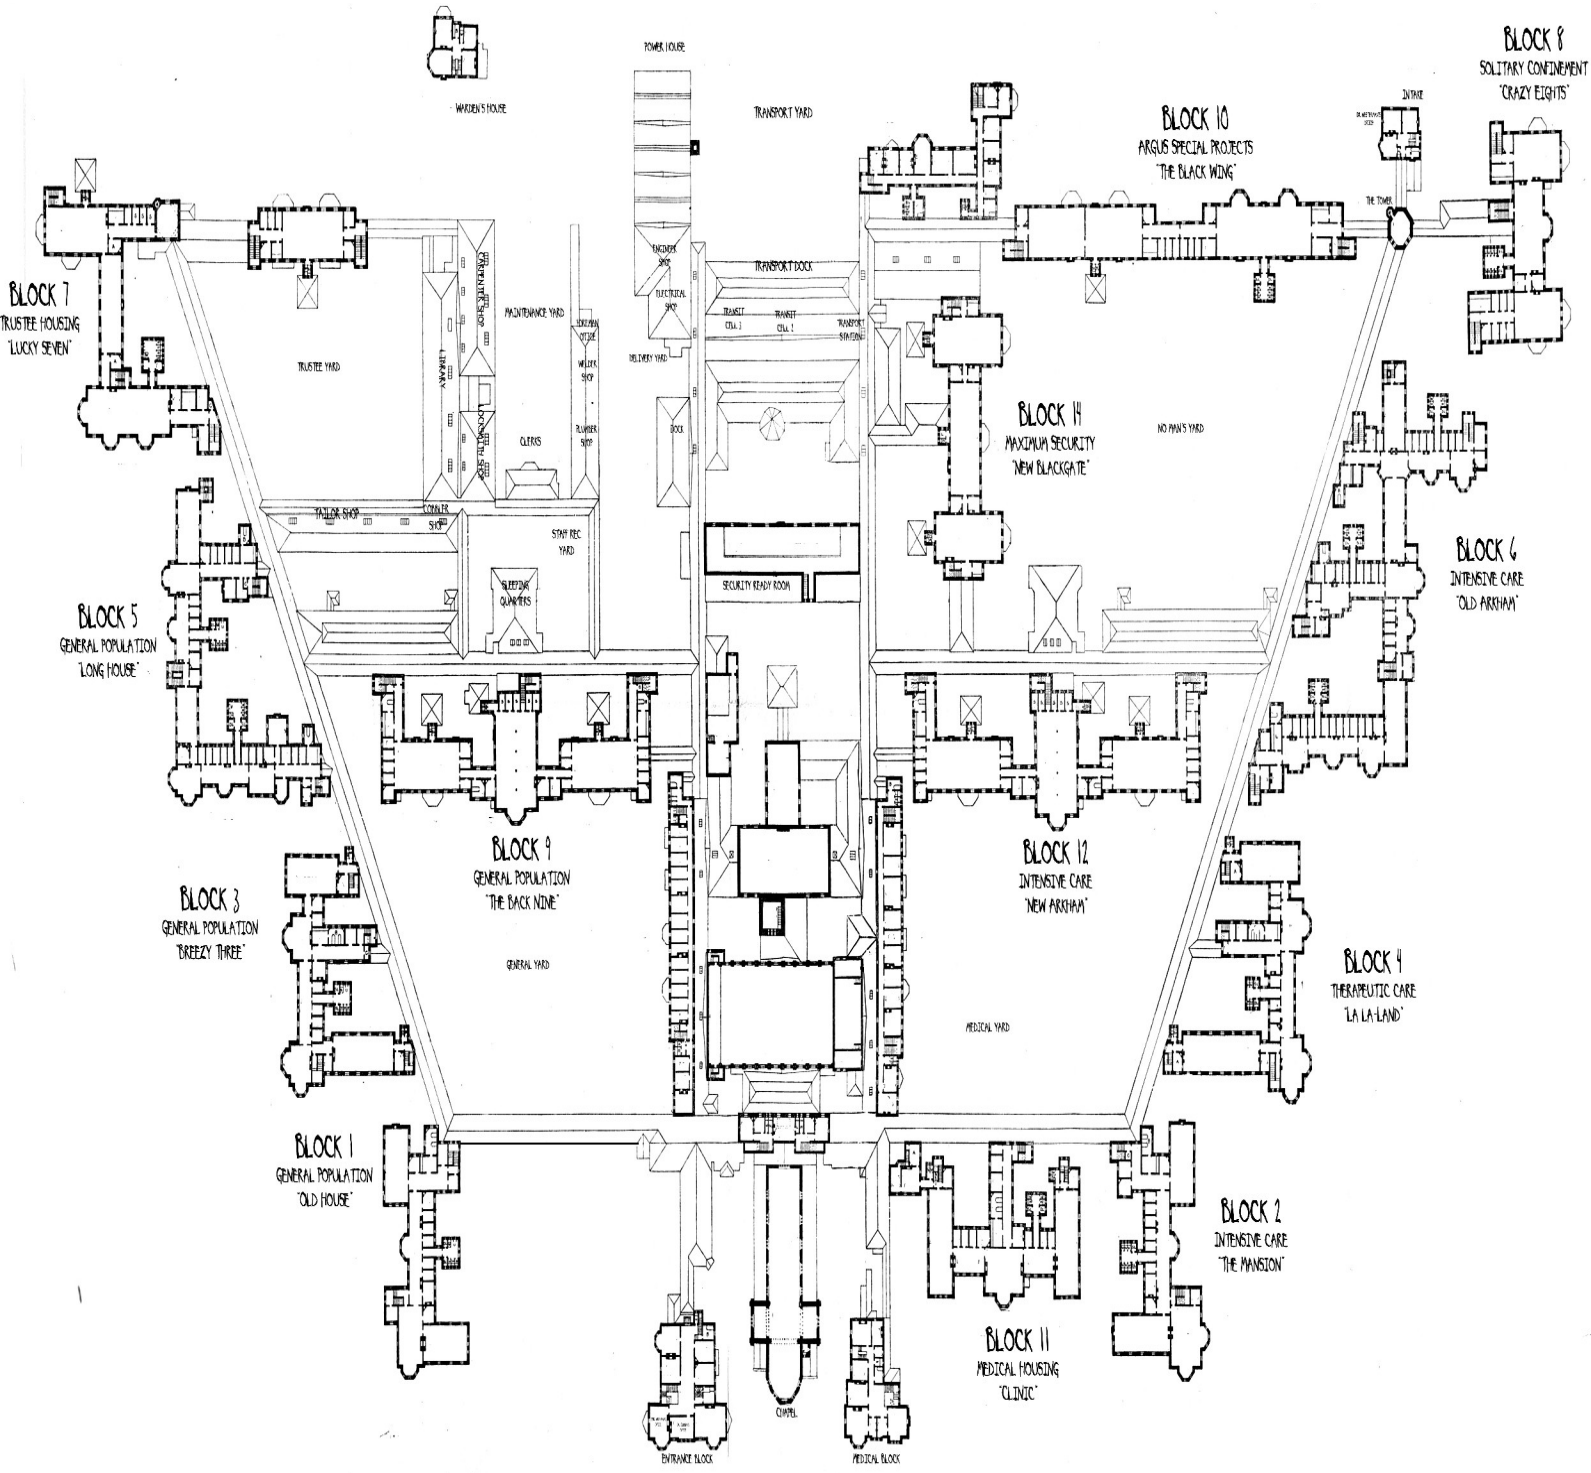 POWER HOUSE
WARDEN'S HOUSE
TRANSPORT YARD
BLOCK 10
ARGUS SPECIAL PROJECTS
"THE BLACK WING"
INTAKE
THE TOWER
BLOCK 8
SOLITARY CONFINEMENT
"CRAZY EIGHTS"
BLOCK 7
TRUSTEE HOUSING
"LUCKY SEVEN"
TRUSTEE YARD
LIBRARY
CARPENTER SHOP
LOCKSMITH SHOP
MAINTENANCE YARD
CLERKS
FOREMAN
OFFICE
WELDER
SHOP
PLUMBER
SHOP
ENGINEER
SHOP
ELECTRICAL
SHOP
DELIVERY YARD
DOCK
TRANSPORT DOCK
TRANSIT
CELL 2
TRANSIT
CELL 1
TRANSPORT
STATION
BLOCK 14
MAXIMUM SECURITY
"NEW BLACKGATE"
NO MAN'S YARD
TAILOR SHOP
COBBLER
SHOP
STAFF REC.
YARD
SLEEPING
QUARTERS
SECURITY READY ROOM
BLOCK 6
INTENSIVE CARE
"OLD ARKHAM"
BLOCK 5
GENERAL POPULATION
"LONG HOUSE"
BLOCK 9
GENERAL POPULATION
"THE BACK NINE"
BLOCK 12
INTENSIVE CARE
"NEW ARKHAM"
BLOCK 3
GENERAL POPULATION
"BREEZY THREE"
GENERAL YARD
MEDICAL YARD
BLOCK 4
THERAPEUTIC CARE
"LA LA-LAND"
BLOCK 1
GENERAL POPULATION
"OLD HOUSE"
BLOCK 2
INTENSIVE CARE
"THE MANSION"
BLOCK 11
MEDICAL HOUSING
"CLINIC"
CHAPEL
ENTRANCE BLOCK
MEDICAL BLOCK